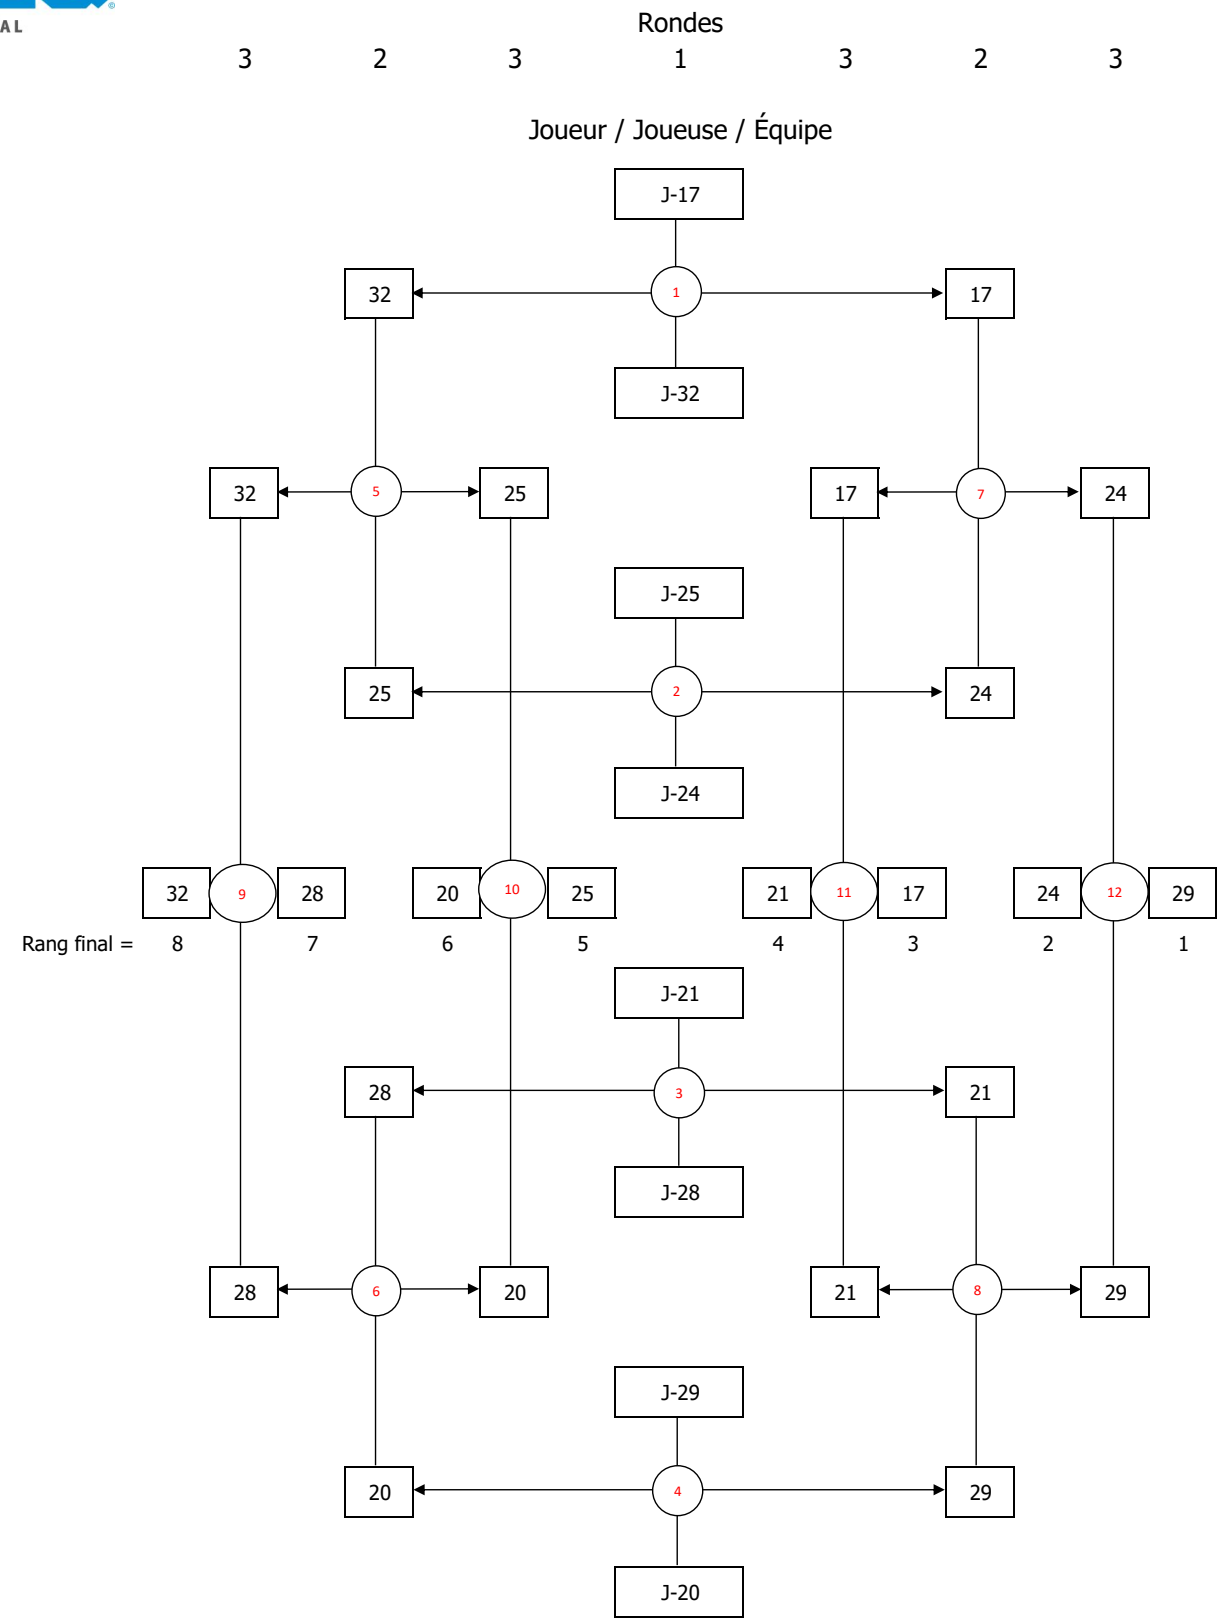 AL
Rondes
3 2 3 1 3 2 3
Joueur / Joueuse / Équipe
J-17
32 1 17
J-32
32 5 25 17 7 24
J-25
25 2 24
J-24
32 9 28 20 10 25 21 11 17 24 12 29
Rang final = 8 7 6 5 4 3 2 1
J-21
28 3 21
J-28
28 6 20 21 8 29
J-29
20 4 29
J-20